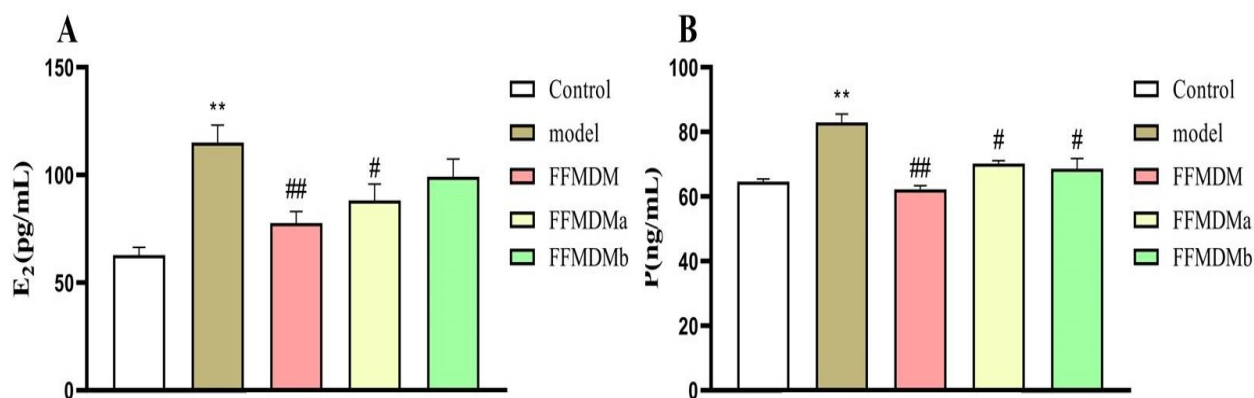 A
E₂(pg/mL)
150
100
50
0
**
##
#
Control
model
FFMDM
FFMDMa
FFMDMb
B
P(ng/mL)
100
80
60
40
20
0
**
##
#
#
Control
model
FFMDM
FFMDMa
FFMDMb